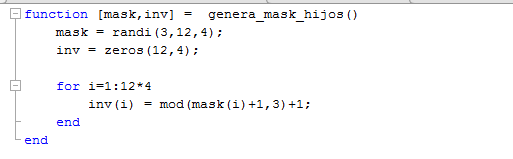 function [mask,inv] = genera_mask_hijos()
mask = randi(3,12,4);
inv = zeros(12,4);
for i=1:12*4
inv(i) = mod(mask(i)+1,3)+1;
end
end